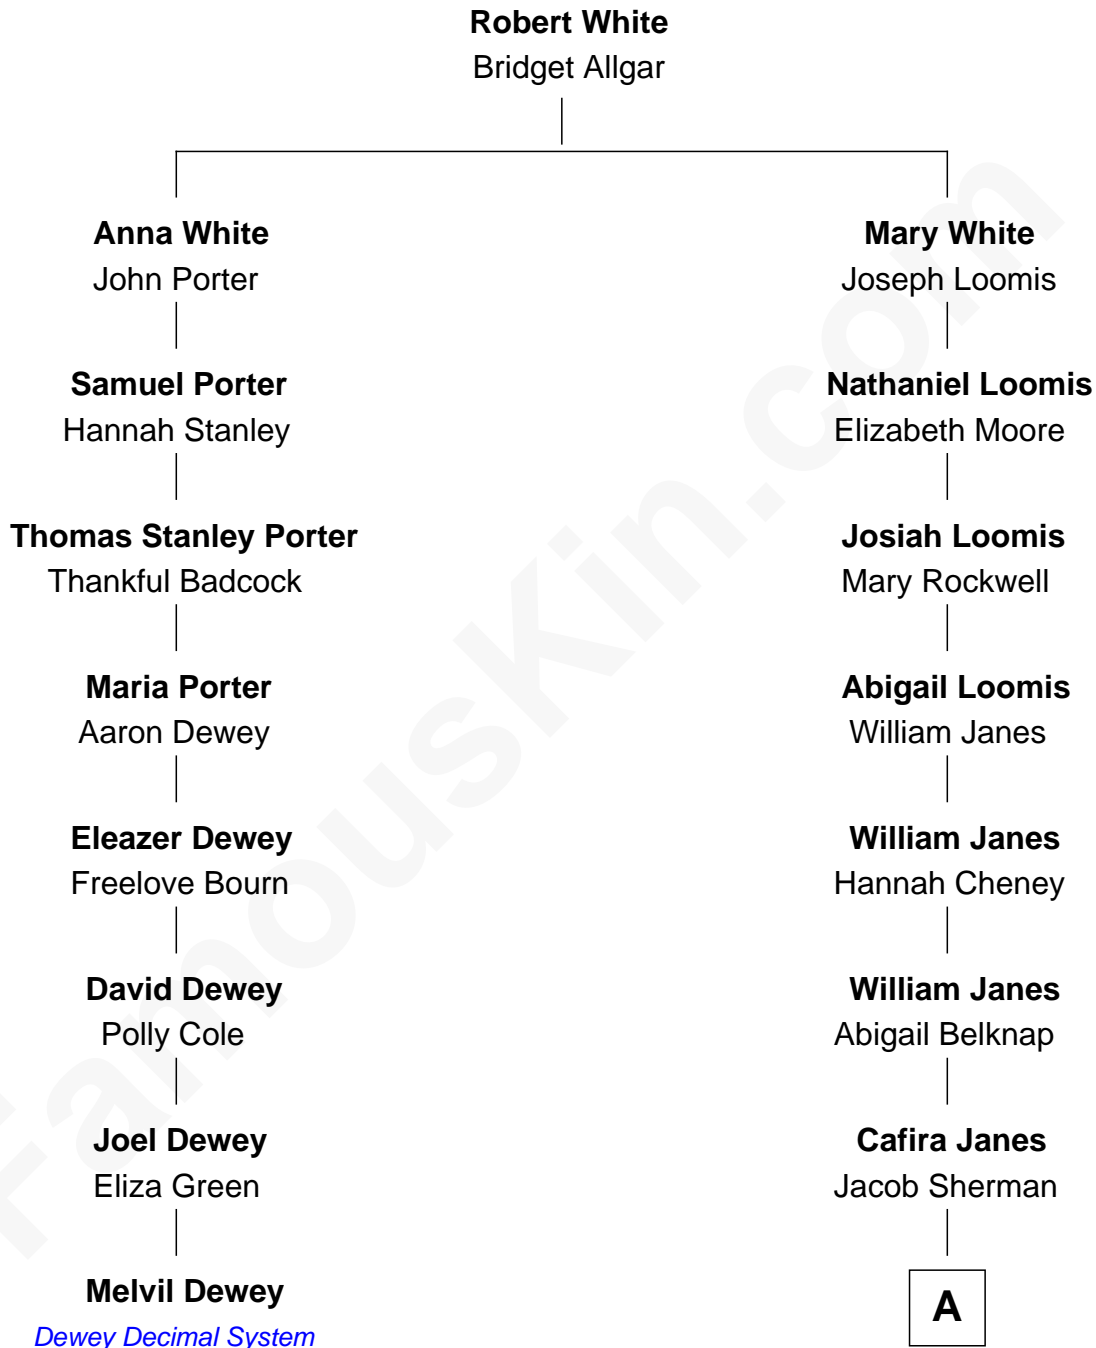 Robert White
Bridget Allgar
Anna White
John Porter
Mary White
Joseph Loomis
Samuel Porter
Hannah Stanley
Nathaniel Loomis
Elizabeth Moore
Thomas Stanley Porter
Thankful Badcock
Josiah Loomis
Mary Rockwell
Maria Porter
Aaron Dewey
Abigail Loomis
William Janes
Eleazer Dewey
Freelove Bourn
William Janes
Hannah Cheney
David Dewey
Polly Cole
William Janes
Abigail Belknap
Joel Dewey
Eliza Green
Cafira Janes
Jacob Sherman
Melvil Dewey
Dewey Decimal System
A
FamousKin.com